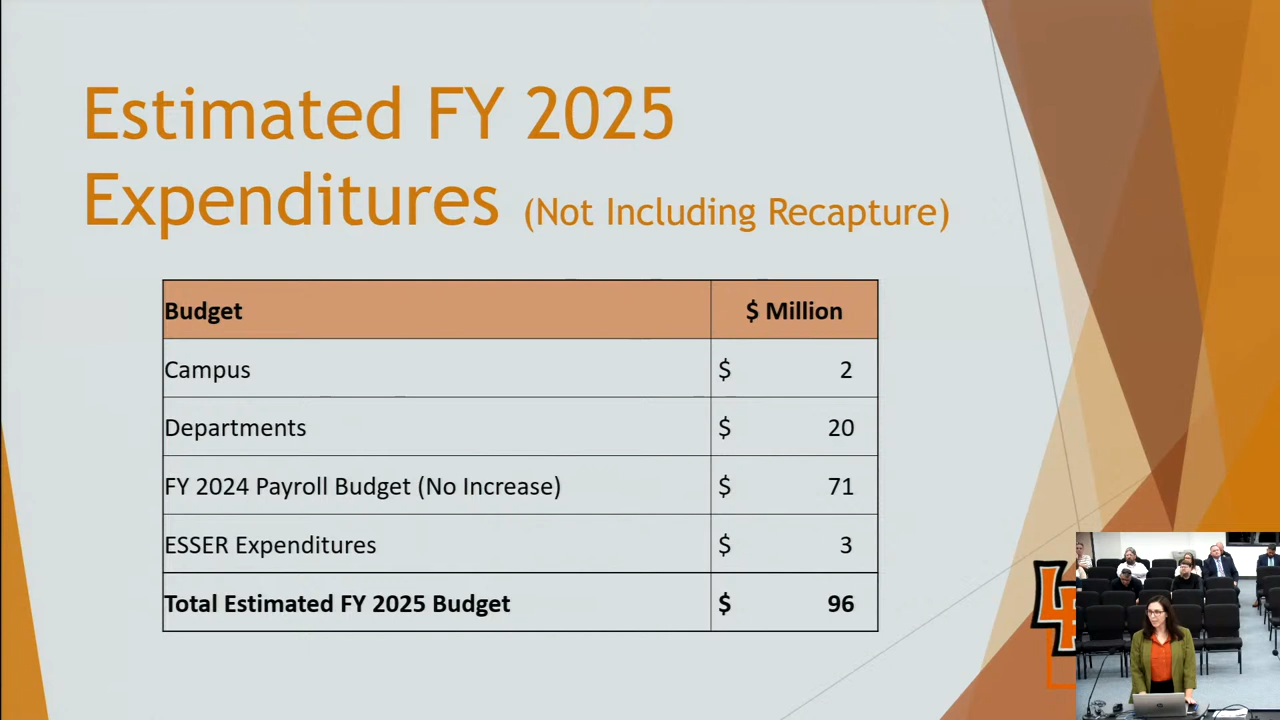 Estimated FY 2025
Expenditures (Not Including Recapture)
Budget $ Million
Campus $ 2
Departments $ 20
FY 2024 Payroll Budget (No Increase) $ 71
ESSER Expenditures $ 3
Total Estimated FY 2025 Budget $ 96